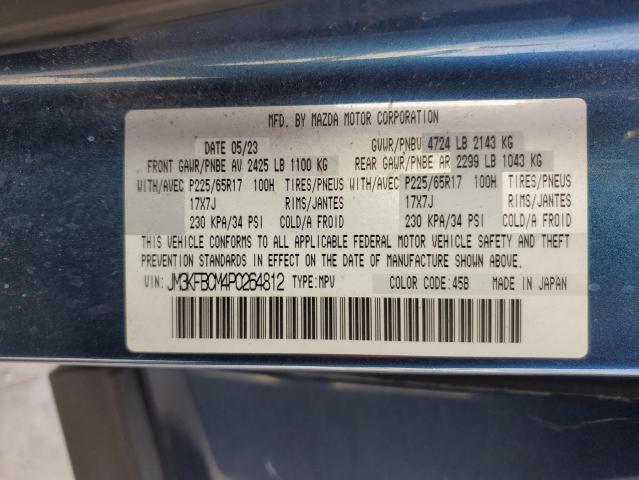 MFD. BY MAZDA MOTOR CORPORATION
DATE 05/23 GVWR/PNBV 4724 LB 2143 KG
FRONT GAWR/PNBE AV 2425 LB 1100 KG REAR GAWR/PNBE AR 2299 LB 1043 KG
WITH/AVEC P225/65R17 100H TIRES/PNEUS WITH/AVEC P225/65R17 100H TIRES/PNEUS
17X7J RIMS/JANTES 17X7J RIMS/JANTES
230 KPA/34 PSI COLD/A FROID 230 KPA/34 PSI COLD/A FROID
THIS VEHICLE CONFORMS TO ALL APPLICABLE FEDERAL MOTOR VEHICLE SAFETY AND THEFT
PREVENTION STANDARDS IN EFFECT ON THE DATE OF MANUFACTURE SHOWN ABOVE.
VIN: JM3KFBCM4P0264812 TYPE:MPV COLOR CODE:45B MADE IN JAPAN